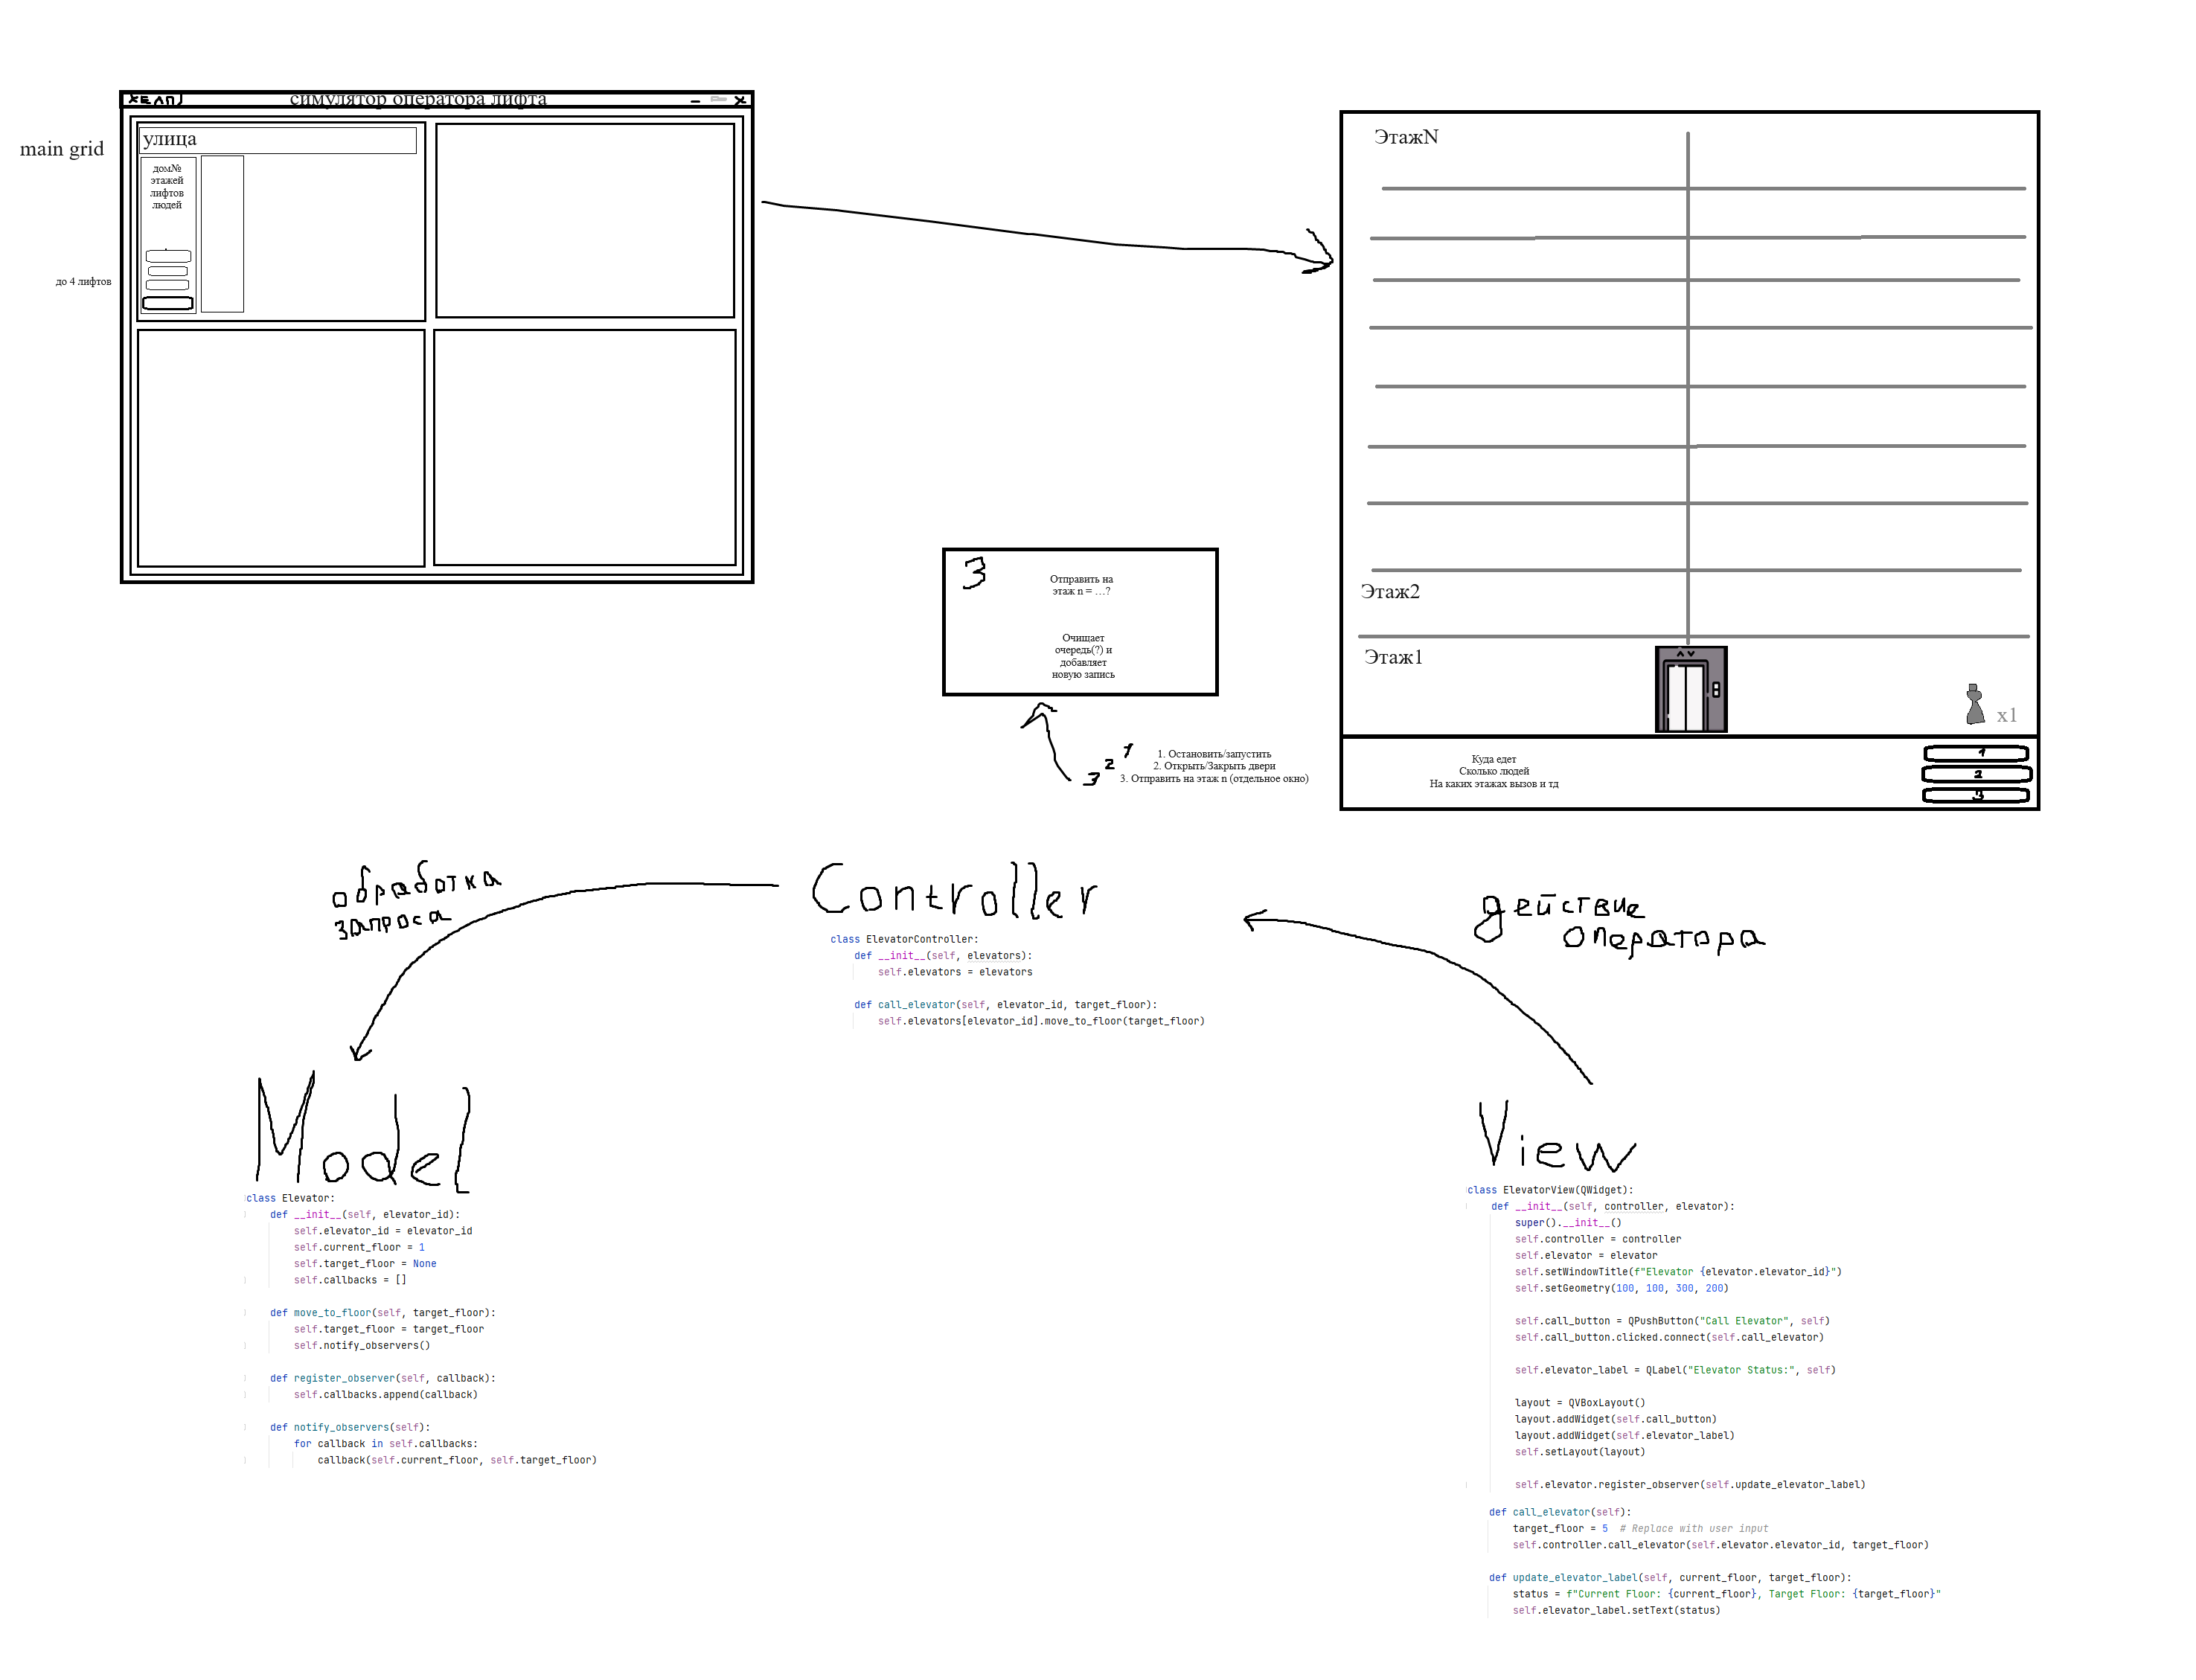 хелп
симулятор оператора лифта
main grid
улица
дом№
этажей
лифтов
людей
до 4 лифтов
ЭтажN
Этаж2
Этаж1
x1
Куда едет
Сколько людей
На каких этажах вызов и тд
1
2
3
3
Отправить на
этаж n = ...?
Очищает
очередь(?) и
добавляет
новую запись
1
2
3
1. Остановить/запустить
2. Открыть/Закрыть двери
3. Отправить на этаж n (отдельное окно)
обработка
запроса
Controller
class ElevatorController:
def __init__(self, elevators):
self.elevators = elevators
def call_elevator(self, elevator_id, target_floor):
self.elevators[elevator_id].move_to_floor(target_floor)
действие
оператора
Model
class Elevator:
def __init__(self, elevator_id):
self.elevator_id = elevator_id
self.current_floor = 1
self.target_floor = None
self.callbacks = []
def move_to_floor(self, target_floor):
self.target_floor = target_floor
self.notify_observers()
def register_observer(self, callback):
self.callbacks.append(callback)
def notify_observers(self):
for callback in self.callbacks:
callback(self.current_floor, self.target_floor)
View
class ElevatorView(QWidget):
def __init__(self, controller, elevator):
super().__init__()
self.controller = controller
self.elevator = elevator
self.setWindowTitle(f"Elevator {elevator.elevator_id}")
self.setGeometry(100, 100, 300, 200)
self.call_button = QPushButton("Call Elevator", self)
self.call_button.clicked.connect(self.call_elevator)
self.elevator_label = QLabel("Elevator Status:", self)
layout = QVBoxLayout()
layout.addWidget(self.call_button)
layout.addWidget(self.elevator_label)
self.setLayout(layout)
self.elevator.register_observer(self.update_elevator_label)
def call_elevator(self):
target_floor = 5  # Replace with user input
self.controller.call_elevator(self.elevator.elevator_id, target_floor)
def update_elevator_label(self, current_floor, target_floor):
status = f"Current Floor: {current_floor}, Target Floor: {target_floor}"
self.elevator_label.setText(status)